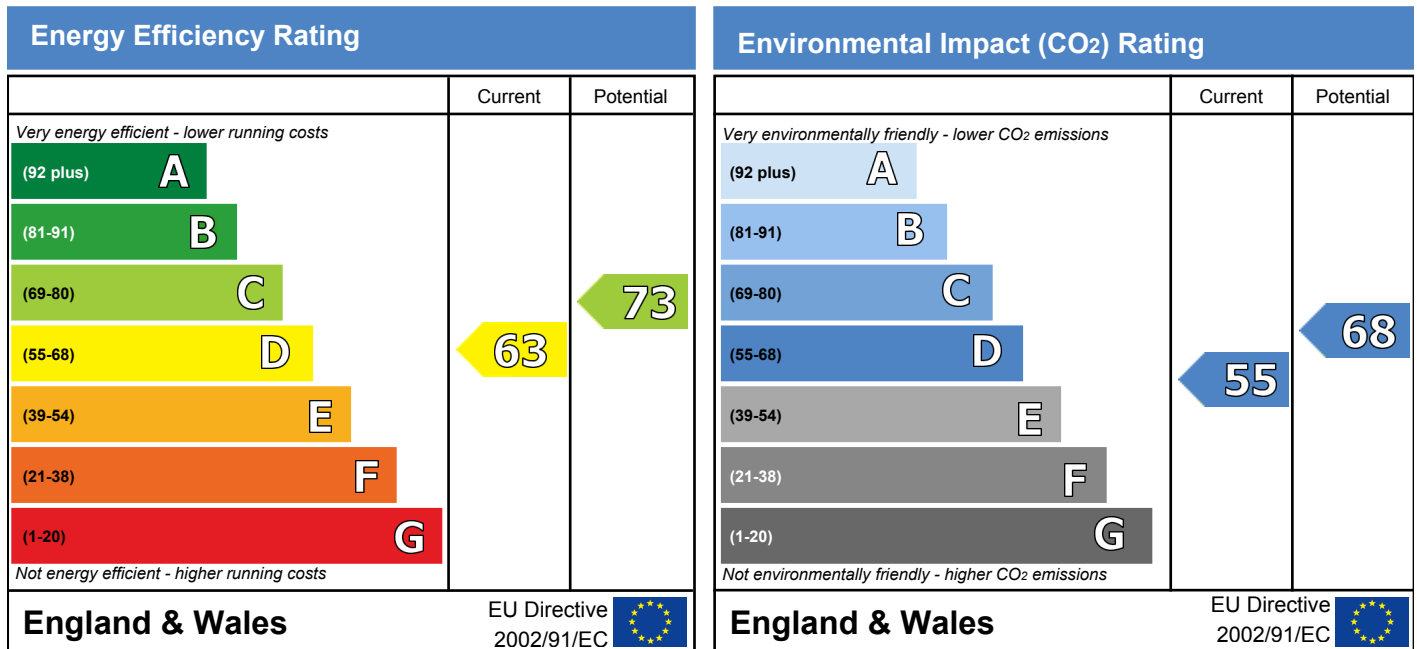 Energy Efficiency Rating
Current Potential
Very energy efficient - lower running costs
(92 plus) A
(81-91) B
(69-80) C
73
(55-68) D
63
(39-54) E
(21-38) F
(1-20) G
Not energy efficient - higher running costs
England & Wales
EU Directive
2002/91/EC
Environmental Impact (CO2) Rating
Current Potential
Very environmentally friendly - lower CO2 emissions
(92 plus) A
(81-91) B
(69-80) C
(55-68) D
68
55
(39-54) E
(21-38) F
(1-20) G
Not environmentally friendly - higher CO2 emissions
England & Wales
EU Directive
2002/91/EC